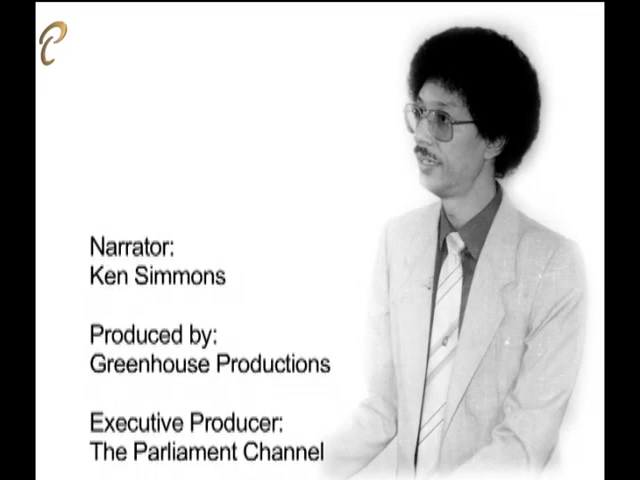 Narrator:
Ken Simmons
Produced by:
Greenhouse Productions
Executive Producer:
The Parliament Channel